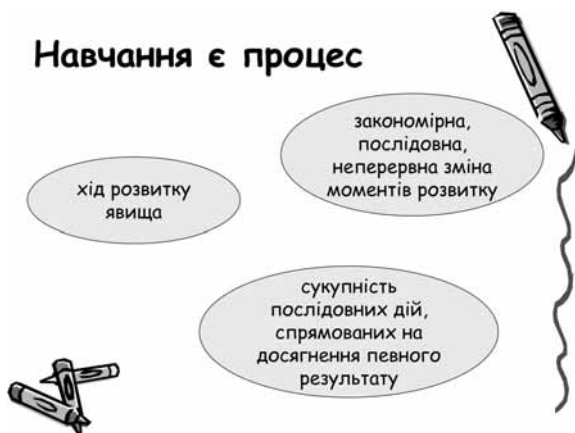 Навчання є процес
закономірна,
послідовна,
неперервна зміна
моментів розвитку
хід розвитку
явища
сукупність
послідовних дій,
спрямованих на
досягнення певного
результату